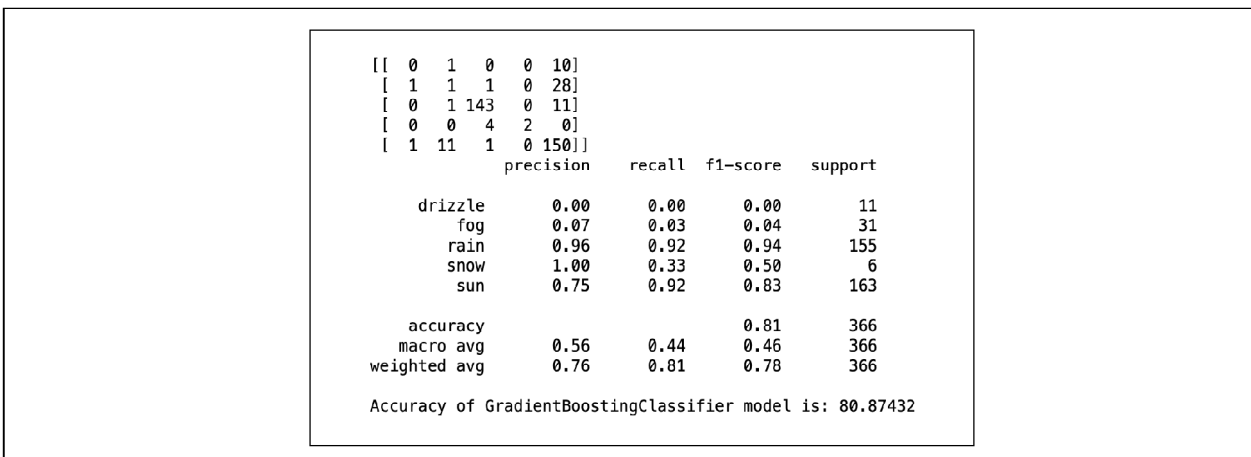 [[ 0 1 0 0 10]
[ 1 1 1 0 28]
[ 0 1 143 0 11]
[ 0 0 4 2 0]
[ 1 11 1 0 150]]
precision recall f1-score support
drizzle 0.00 0.00 0.00 11
fog 0.07 0.03 0.04 31
rain 0.96 0.92 0.94 155
snow 1.00 0.33 0.50 6
sun 0.75 0.92 0.83 163
accuracy 0.81 366
macro avg 0.56 0.44 0.46 366
weighted avg 0.76 0.81 0.78 366
Accuracy of GradientBoostingClassifier model is: 80.87432